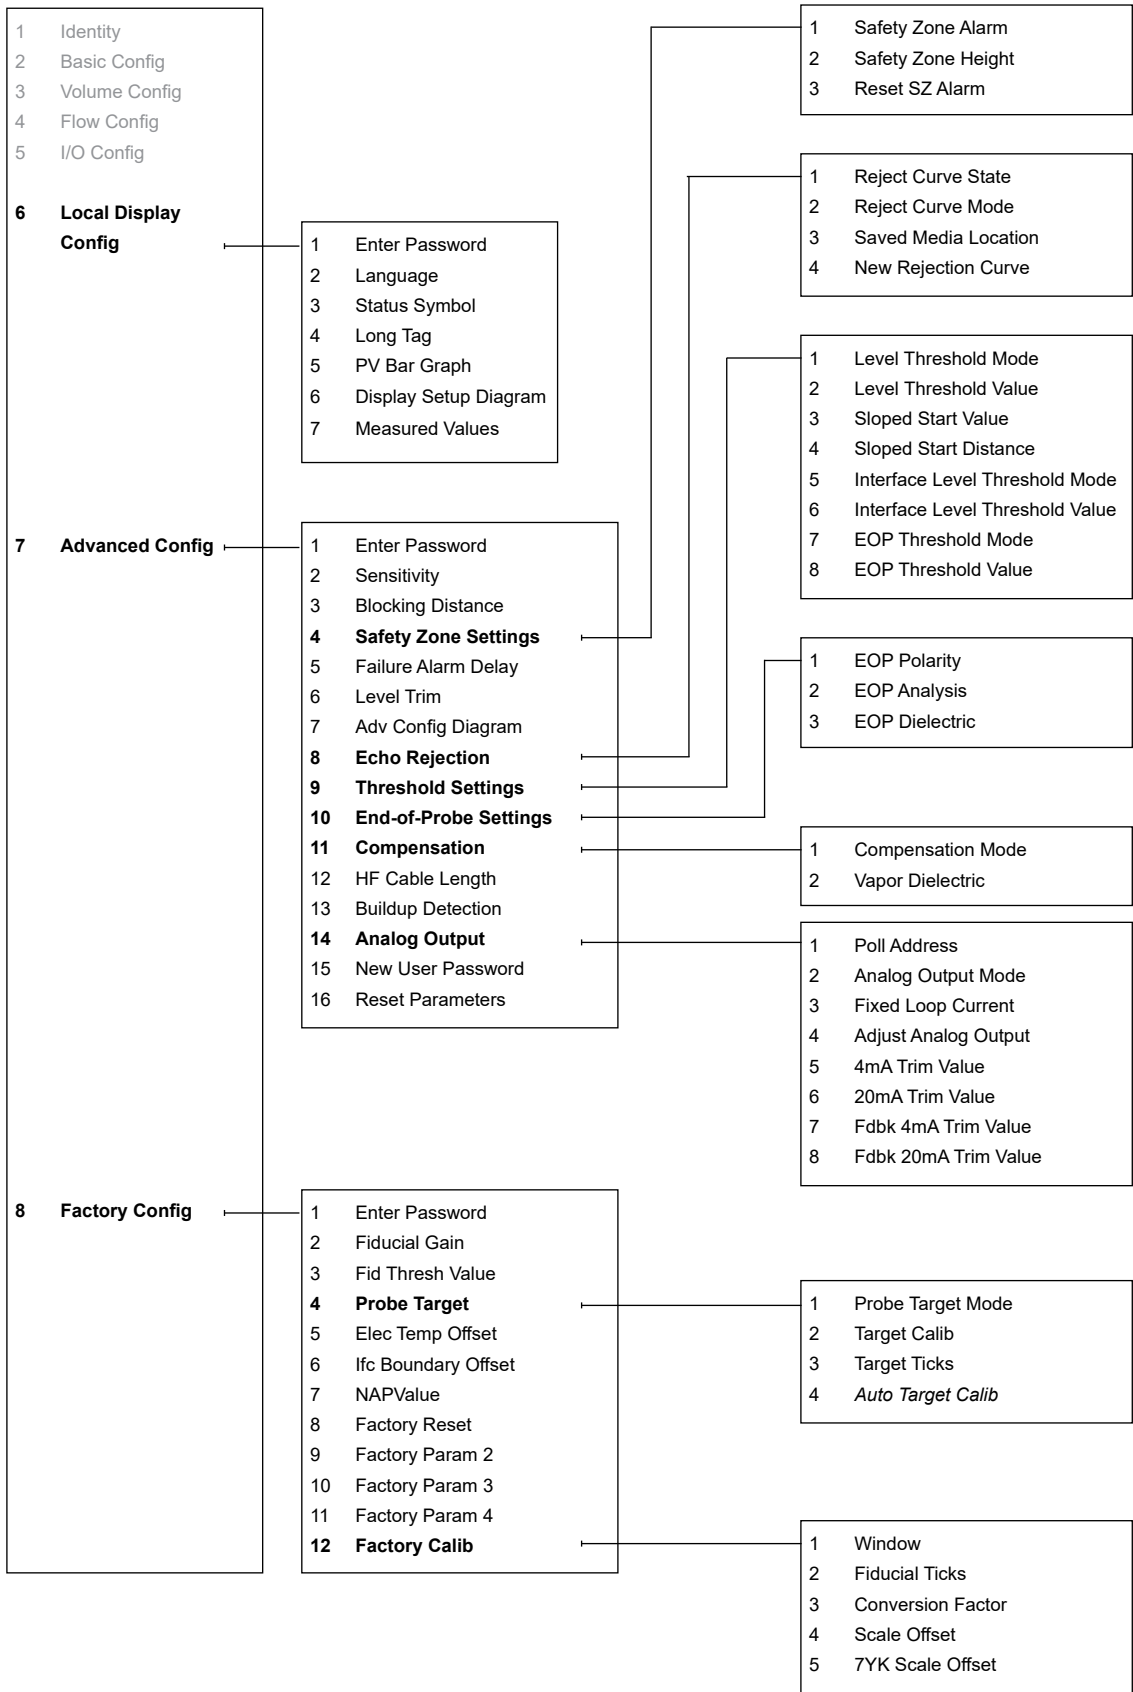 1 Identity
2 Basic Config
3 Volume Config
4 Flow Config
5 I/O Config
6 Local Display
Config
7 Advanced Config
8 Factory Config
1 Enter Password
2 Language
3 Status Symbol
4 Long Tag
5 PV Bar Graph
6 Display Setup Diagram
7 Measured Values
1 Enter Password
2 Sensitivity
3 Blocking Distance
4 Safety Zone Settings
5 Failure Alarm Delay
6 Level Trim
7 Adv Config Diagram
8 Echo Rejection
9 Threshold Settings
10 End-of-Probe Settings
11 Compensation
12 HF Cable Length
13 Buildup Detection
14 Analog Output
15 New User Password
16 Reset Parameters
1 Enter Password
2 Fiducial Gain
3 Fid Thresh Value
4 Probe Target
5 Elec Temp Offset
6 Ifc Boundary Offset
7 NAPValue
8 Factory Reset
9 Factory Param 2
10 Factory Param 3
11 Factory Param 4
12 Factory Calib
1 Safety Zone Alarm
2 Safety Zone Height
3 Reset SZ Alarm
1 Reject Curve State
2 Reject Curve Mode
3 Saved Media Location
4 New Rejection Curve
1 Level Threshold Mode
2 Level Threshold Value
3 Sloped Start Value
4 Sloped Start Distance
5 Interface Level Threshold Mode
6 Interface Level Threshold Value
7 EOP Threshold Mode
8 EOP Threshold Value
1 EOP Polarity
2 EOP Analysis
3 EOP Dielectric
1 Compensation Mode
2 Vapor Dielectric
1 Poll Address
2 Analog Output Mode
3 Fixed Loop Current
4 Adjust Analog Output
5 4mA Trim Value
6 20mA Trim Value
7 Fdbk 4mA Trim Value
8 Fdbk 20mA Trim Value
1 Probe Target Mode
2 Target Calib
3 Target Ticks
4 Auto Target Calib
1 Window
2 Fiducial Ticks
3 Conversion Factor
4 Scale Offset
5 7YK Scale Offset